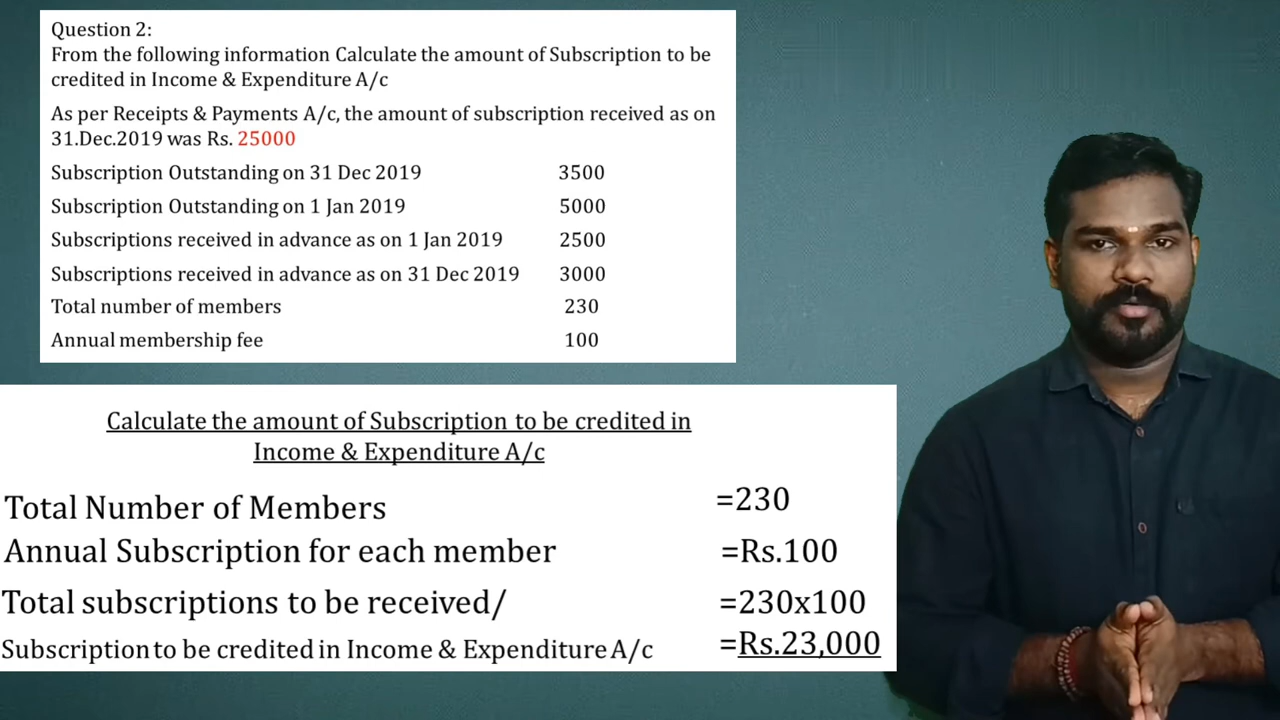 Question 2:
From the following information Calculate the amount of Subscription to be
credited in Income & Expenditure A/c
As per Receipts & Payments A/c, the amount of subscription received as on
31.Dec.2019 was Rs. 25000
Subscription Outstanding on 31 Dec 2019 3500
Subscription Outstanding on 1 Jan 2019 5000
Subscriptions received in advance as on 1 Jan 2019 2500
Subscriptions received in advance as on 31 Dec 2019 3000
Total number of members 230
Annual membership fee 100
Calculate the amount of Subscription to be credited in
Income & Expenditure A/c
Total Number of Members =230
Annual Subscription for each member =Rs.100
Total subscriptions to be received/ =230x100
Subscription to be credited in Income & Expenditure A/c =Rs.23,000